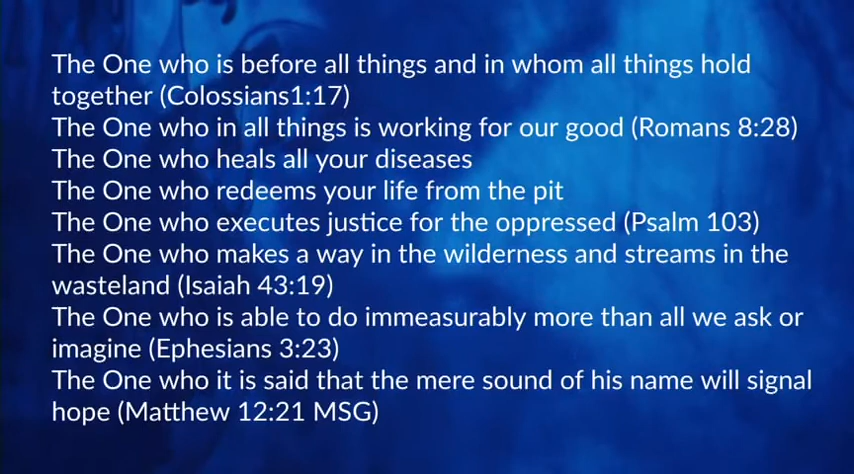 The One who is before all things and in whom all things hold
together (Colossians1:17)
The One who in all things is working for our good (Romans 8:28)
The One who heals all your diseases
The One who redeems your life from the pit
The One who executes justice for the oppressed (Psalm 103)
The One who makes a way in the wilderness and streams in the
wasteland (Isaiah 43:19)
The One who is able to do immeasurably more than all we ask or
imagine (Ephesians 3:23)
The One who it is said that the mere sound of his name will signal
hope (Matthew 12:21 MSG)